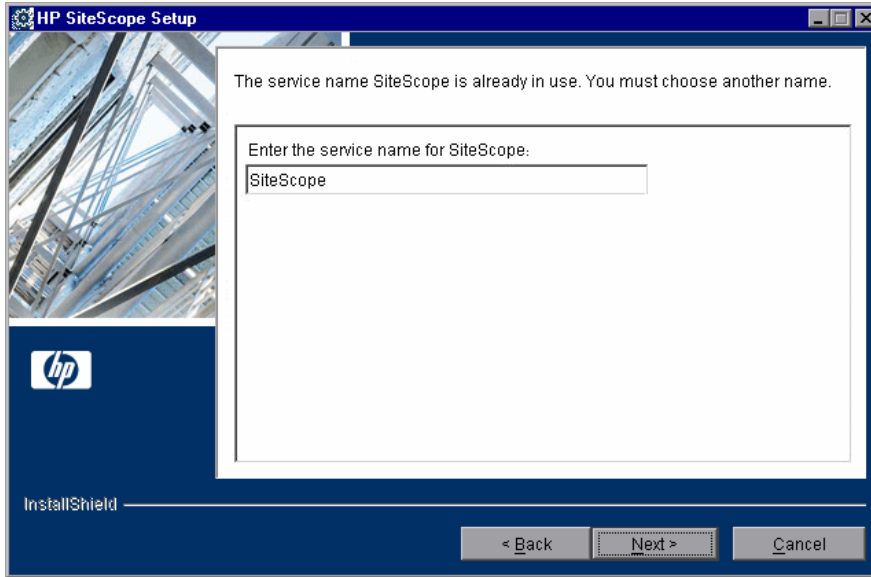 HP SiteScope Setup
The service name SiteScope is already in use. You must choose another name.
Enter the service name for SiteScope:
SiteScope
hp
InstallShield
< Back
Next >
Cancel